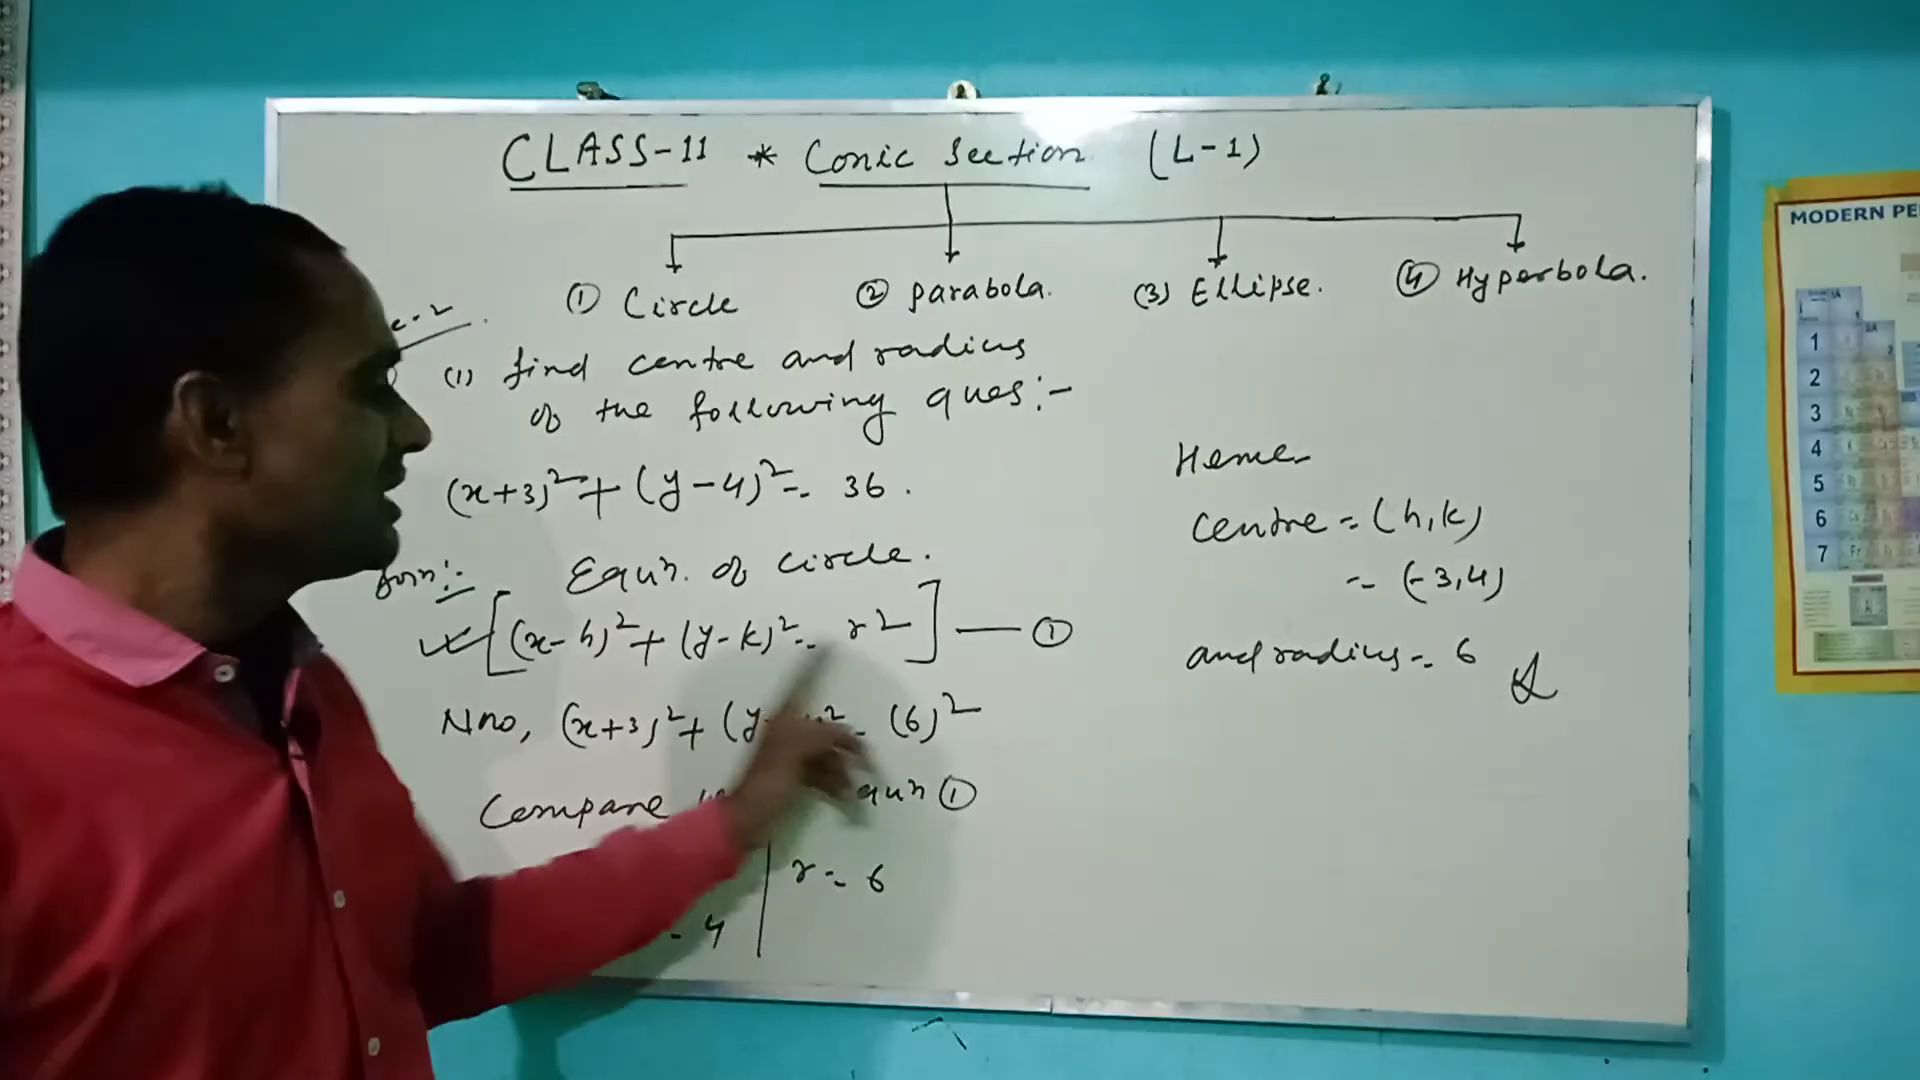 CLASS-11 * Conic Section (L-1)
① Circle ② parabola. (3) Ellipse. ④ Hyperbola.
(1) find centre and radius
of the following ques:-
(x+3)²+(y-4)²= 36.
Equn. of circle.
[(x-h)²+(y-k)²= r²] — ①
(x+3)²+(y (6)²
Compare equn ①
r= 6
= 4
Hence
centre = (h,k)
= (-3,4)
and radius = 6
MODERN PE
1
2
3
4
5
6
7